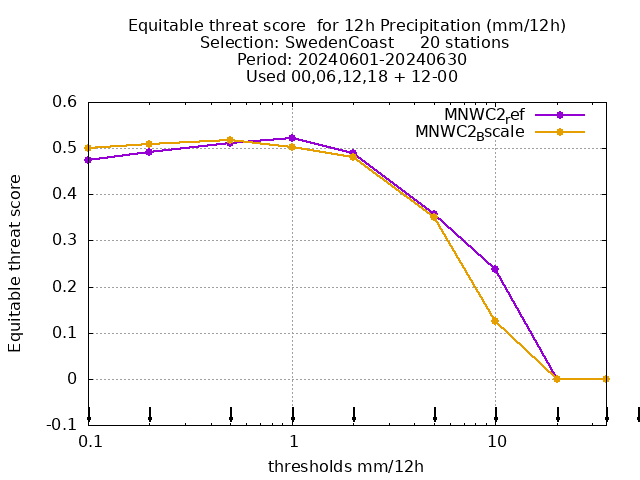 Equitable threat score  for 12h Precipitation (mm/12h)
Selection: SwedenCoast     20 stations
Period: 20240601-20240630
Used 00,06,12,18 + 12-00
MNWC2_ref
MNWC2_Bscale
0.6
0.5
0.4
0.3
0.2
0.1
0
-0.1
Equitable threat score
0.1 1 10
thresholds mm/12h